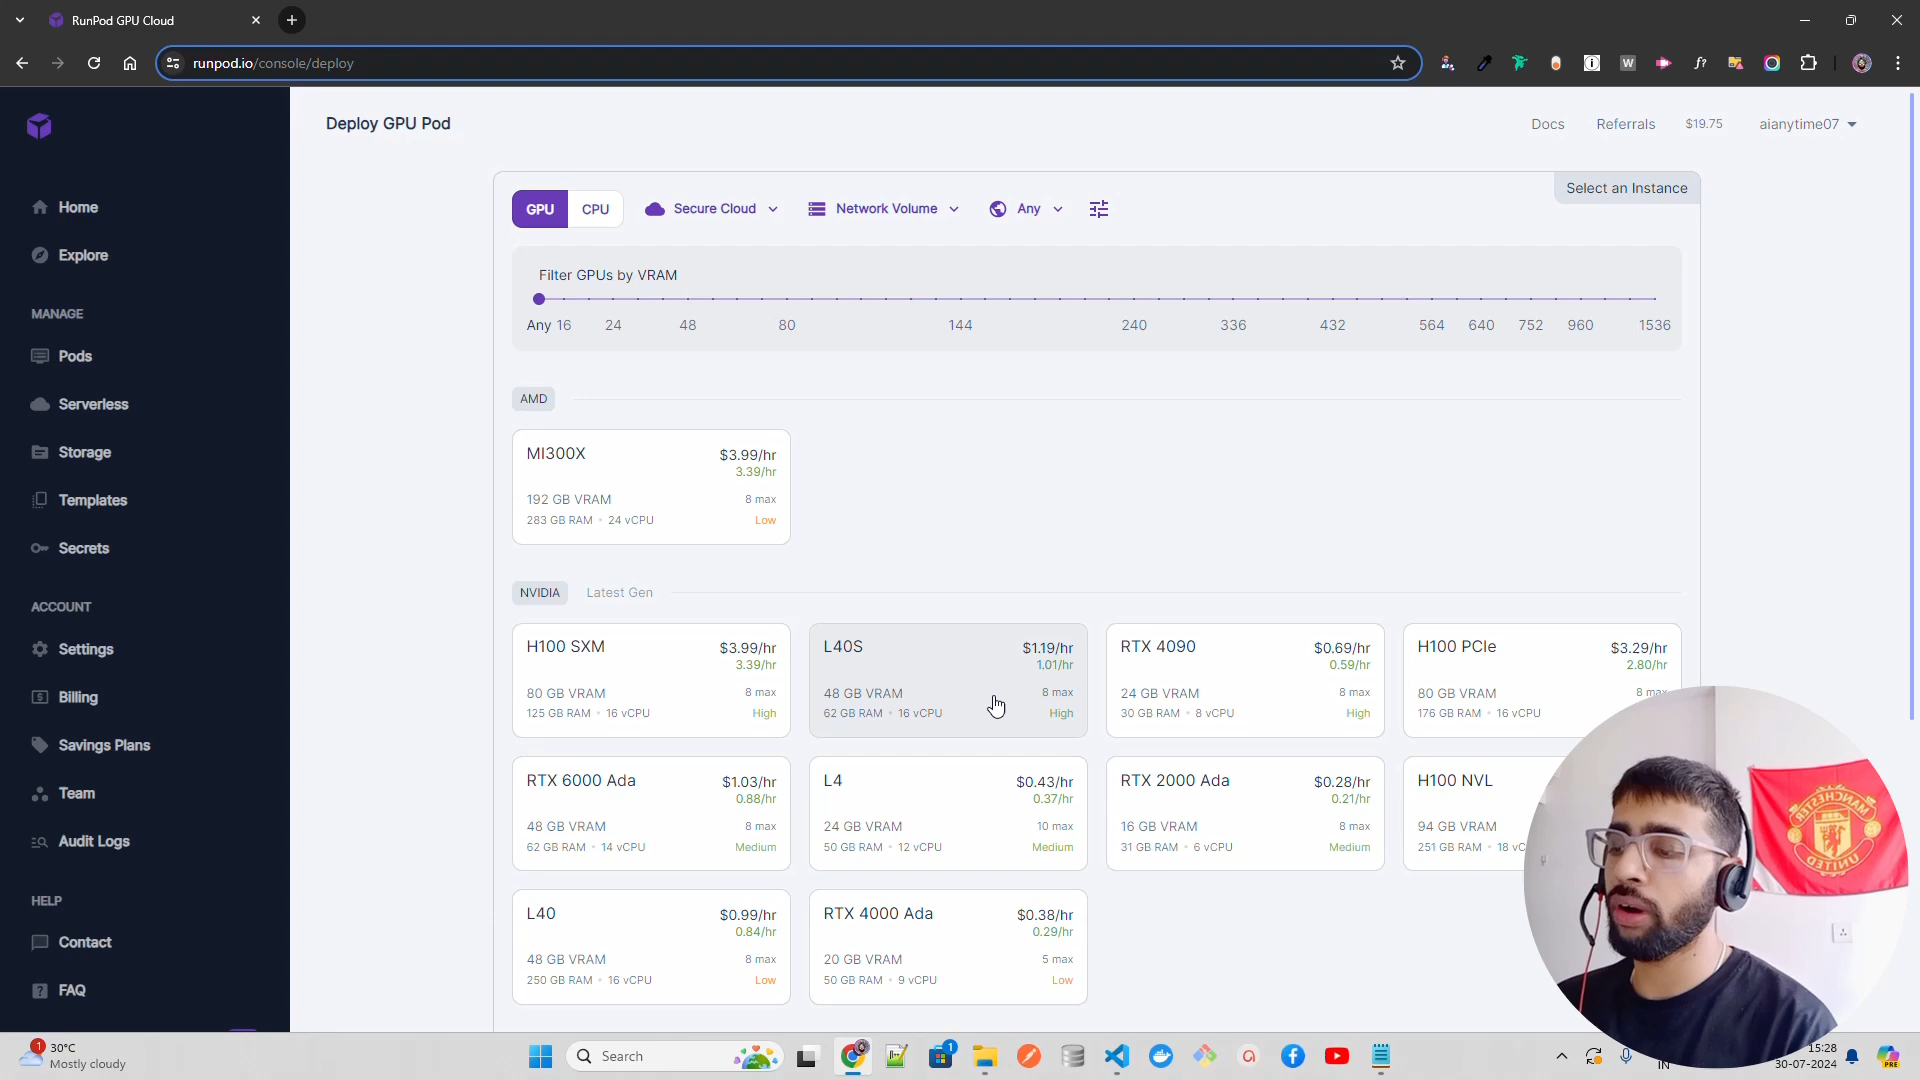 RunPod GPU Cloud
runpod.io/console/deploy
Deploy GPU Pod
Docs
Referrals
$19.75
aianytime07
Home
Explore
MANAGE
Pods
Serverless
Storage
Templates
Secrets
ACCOUNT
Settings
Billing
Savings Plans
Team
Audit Logs
HELP
Contact
FAQ
Select an Instance
GPU
CPU
Secure Cloud
Network Volume
Any
Filter GPUs by VRAM
Any 16 24 48 80 144 240 336 432 564 640 752 960 1536
AMD
MI300X $3.99/hr
3.39/hr
192 GB VRAM 8 max
283 GB RAM • 24 vCPU Low
NVIDIA Latest Gen
H100 SXM $3.99/hr
3.39/hr
80 GB VRAM 8 max
125 GB RAM • 16 vCPU High
L40S $1.19/hr
1.01/hr
48 GB VRAM 8 max
62 GB RAM • 16 vCPU High
RTX 4090 $0.69/hr
0.59/hr
24 GB VRAM 8 max
30 GB RAM • 8 vCPU High
H100 PCIe $3.29/hr
2.80/hr
80 GB VRAM 8 max
176 GB RAM • 16 vCPU
RTX 6000 Ada $1.03/hr
0.88/hr
48 GB VRAM 8 max
62 GB RAM • 14 vCPU Medium
L4 $0.43/hr
0.37/hr
24 GB VRAM 10 max
50 GB RAM • 12 vCPU Medium
RTX 2000 Ada $0.28/hr
0.21/hr
16 GB VRAM 8 max
31 GB RAM • 6 vCPU Medium
H100 NVL
94 GB VRAM
251 GB RAM • 18 vC
L40 $0.99/hr
0.84/hr
48 GB VRAM 8 max
250 GB RAM • 16 vCPU Low
RTX 4000 Ada $0.38/hr
0.29/hr
20 GB VRAM 5 max
50 GB RAM • 9 vCPU Low
MANCHESTER
UNITED
1
30°C
Mostly cloudy
Search
1
IN
15:28
30-07-2024
PRE